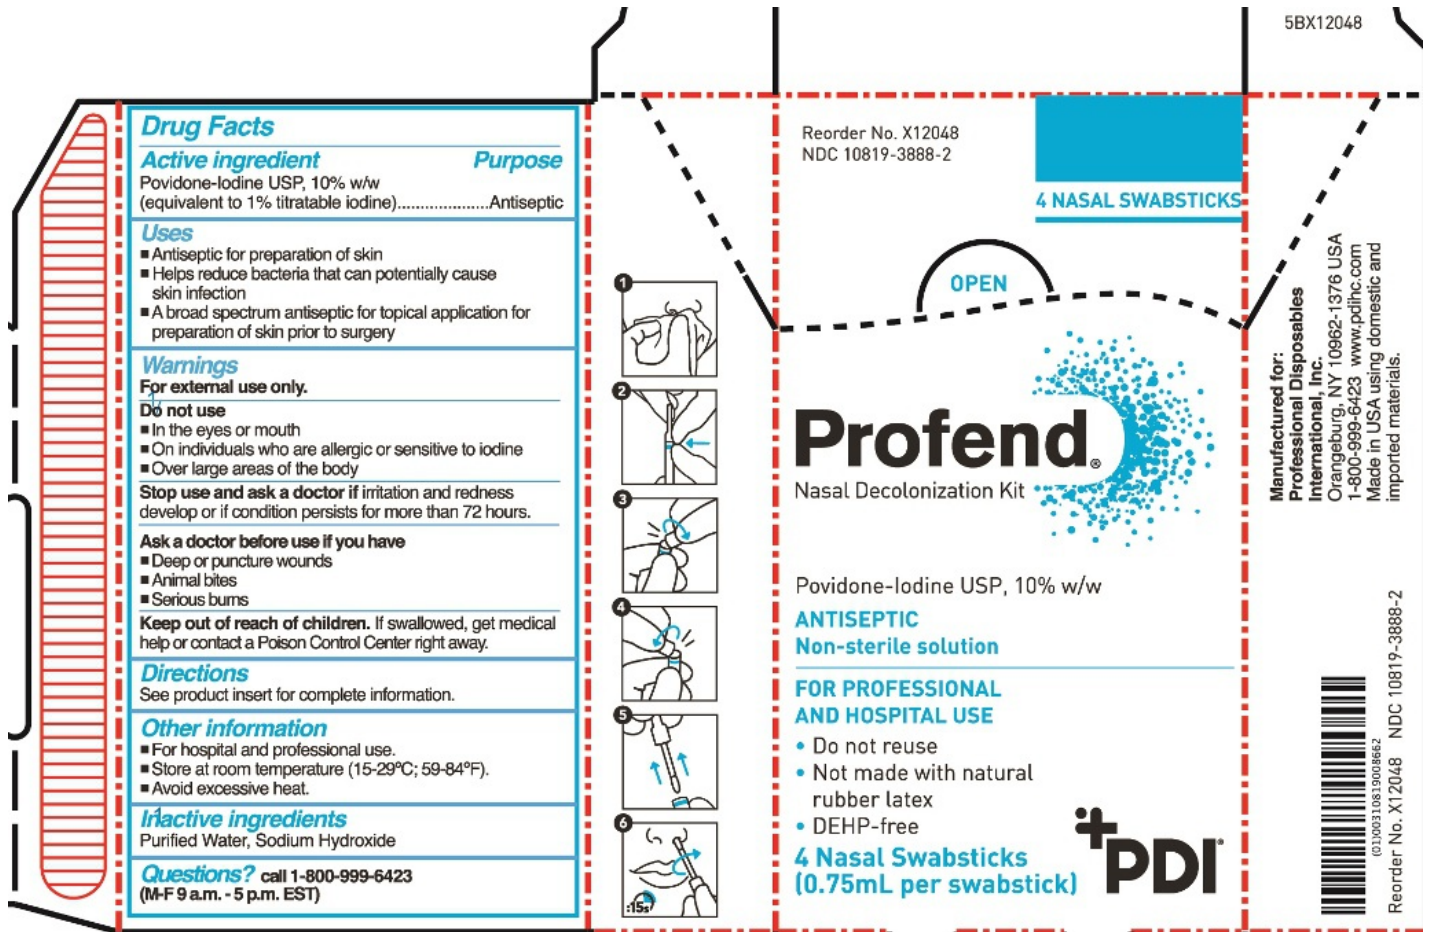 5BX12048
Drug Facts
Active ingredient Purpose
Povidone-Iodine USP, 10% w/w
(equivalent to 1% titratable iodine)....................Antiseptic
Uses
▪ Antiseptic for preparation of skin
▪ Helps reduce bacteria that can potentially cause
skin infection
▪ A broad spectrum antiseptic for topical application for
preparation of skin prior to surgery
Warnings
For external use only.
Do not use
▪ In the eyes or mouth
▪ On individuals who are allergic or sensitive to iodine
▪ Over large areas of the body
Stop use and ask a doctor if irritation and redness
develop or if condition persists for more than 72 hours.
Ask a doctor before use if you have
▪ Deep or puncture wounds
▪ Animal bites
▪ Serious burns
Keep out of reach of children. If swallowed, get medical
help or contact a Poison Control Center right away.
Directions
See product insert for complete information.
Other information
▪ For hospital and professional use.
▪ Store at room temperature (15-29ºC; 59-84ºF).
▪ Avoid excessive heat.
Inactive ingredients
Purified Water, Sodium Hydroxide
Questions? call 1-800-999-6423
(M-F 9 a.m. - 5 p.m. EST)
1
2
3
4
5
6
:15s
Reorder No. X12048
NDC 10819-3888-2
4 NASAL SWABSTICKS
OPEN
Profend®
Nasal Decolonization Kit
Povidone-Iodine USP, 10% w/w
ANTISEPTIC
Non-sterile solution
FOR PROFESSIONAL
AND HOSPITAL USE
• Do not reuse
• Not made with natural
rubber latex
• DEHP-free
4 Nasal Swabsticks
(0.75mL per swabstick)
PDI®
Manufactured for:
Professional Disposables
International, Inc.
Orangeburg, NY 10962-1376 USA
1-800-999-6423 www.pdihc.com
Made in USA using domestic and
imported materials.
(01)00310819008662
Reorder No. X12048 NDC 10819-3888-2